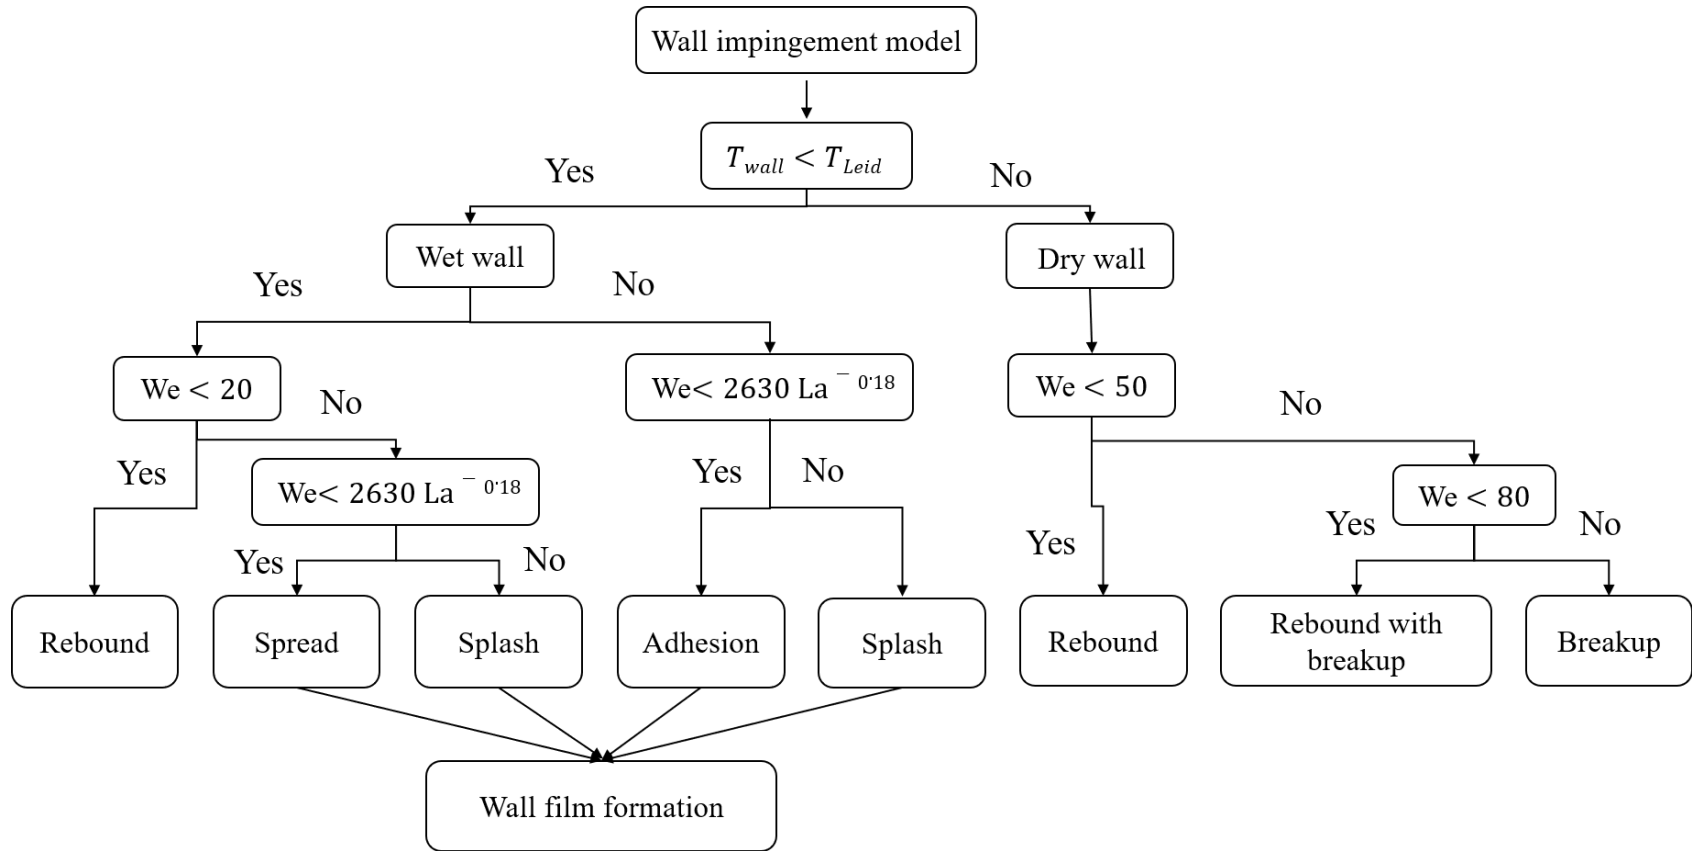 Wall impingement model
T_wall < T_Leid
Yes
No
Wet wall
Dry wall
Yes
No
We < 20
We< 2630 La⁻ ⁰·¹⁸
We < 50
No
No
Yes
We< 2630 La⁻ ⁰·¹⁸
Yes
No
We < 80
Yes
No
Yes
Yes
No
Rebound
Spread
Splash
Adhesion
Splash
Rebound
Rebound with
breakup
Breakup
Wall film formation